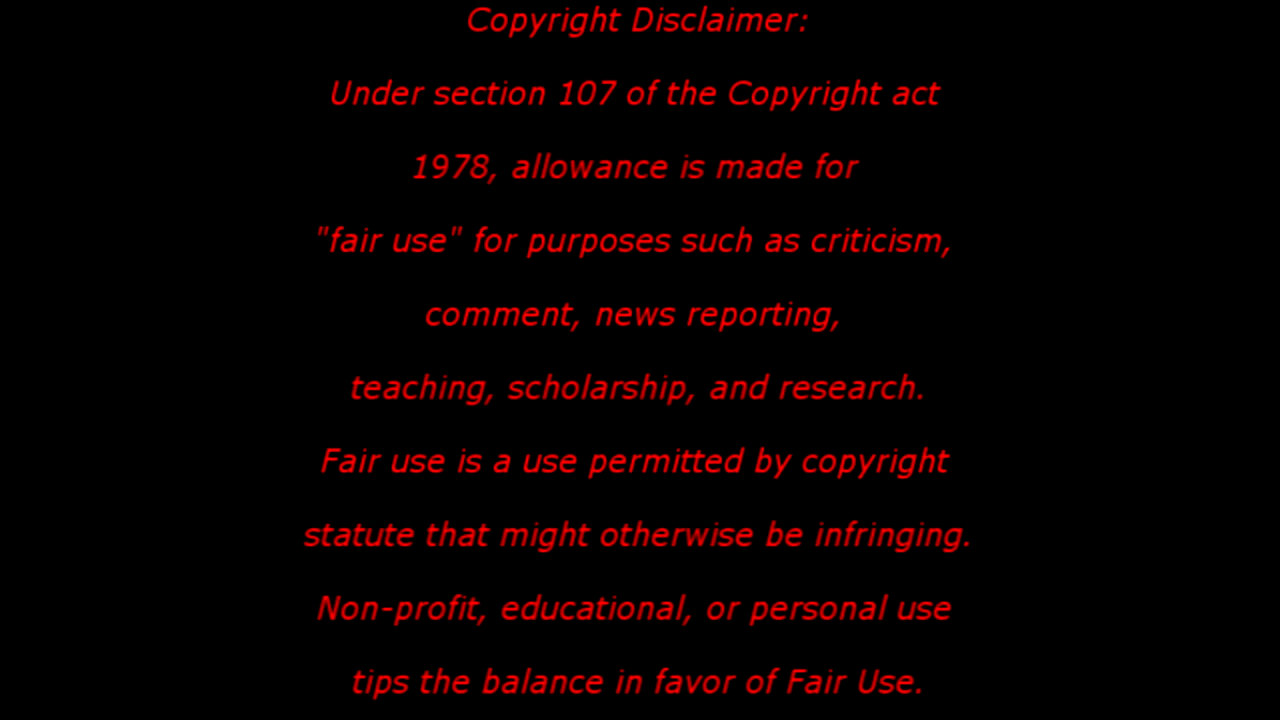 Copyright Disclaimer:
Under section 107 of the Copyright act
1978, allowance is made for
"fair use" for purposes such as criticism,
comment, news reporting,
teaching, scholarship, and research.
Fair use is a use permitted by copyright
statute that might otherwise be infringing.
Non-profit, educational, or personal use
tips the balance in favor of Fair Use.